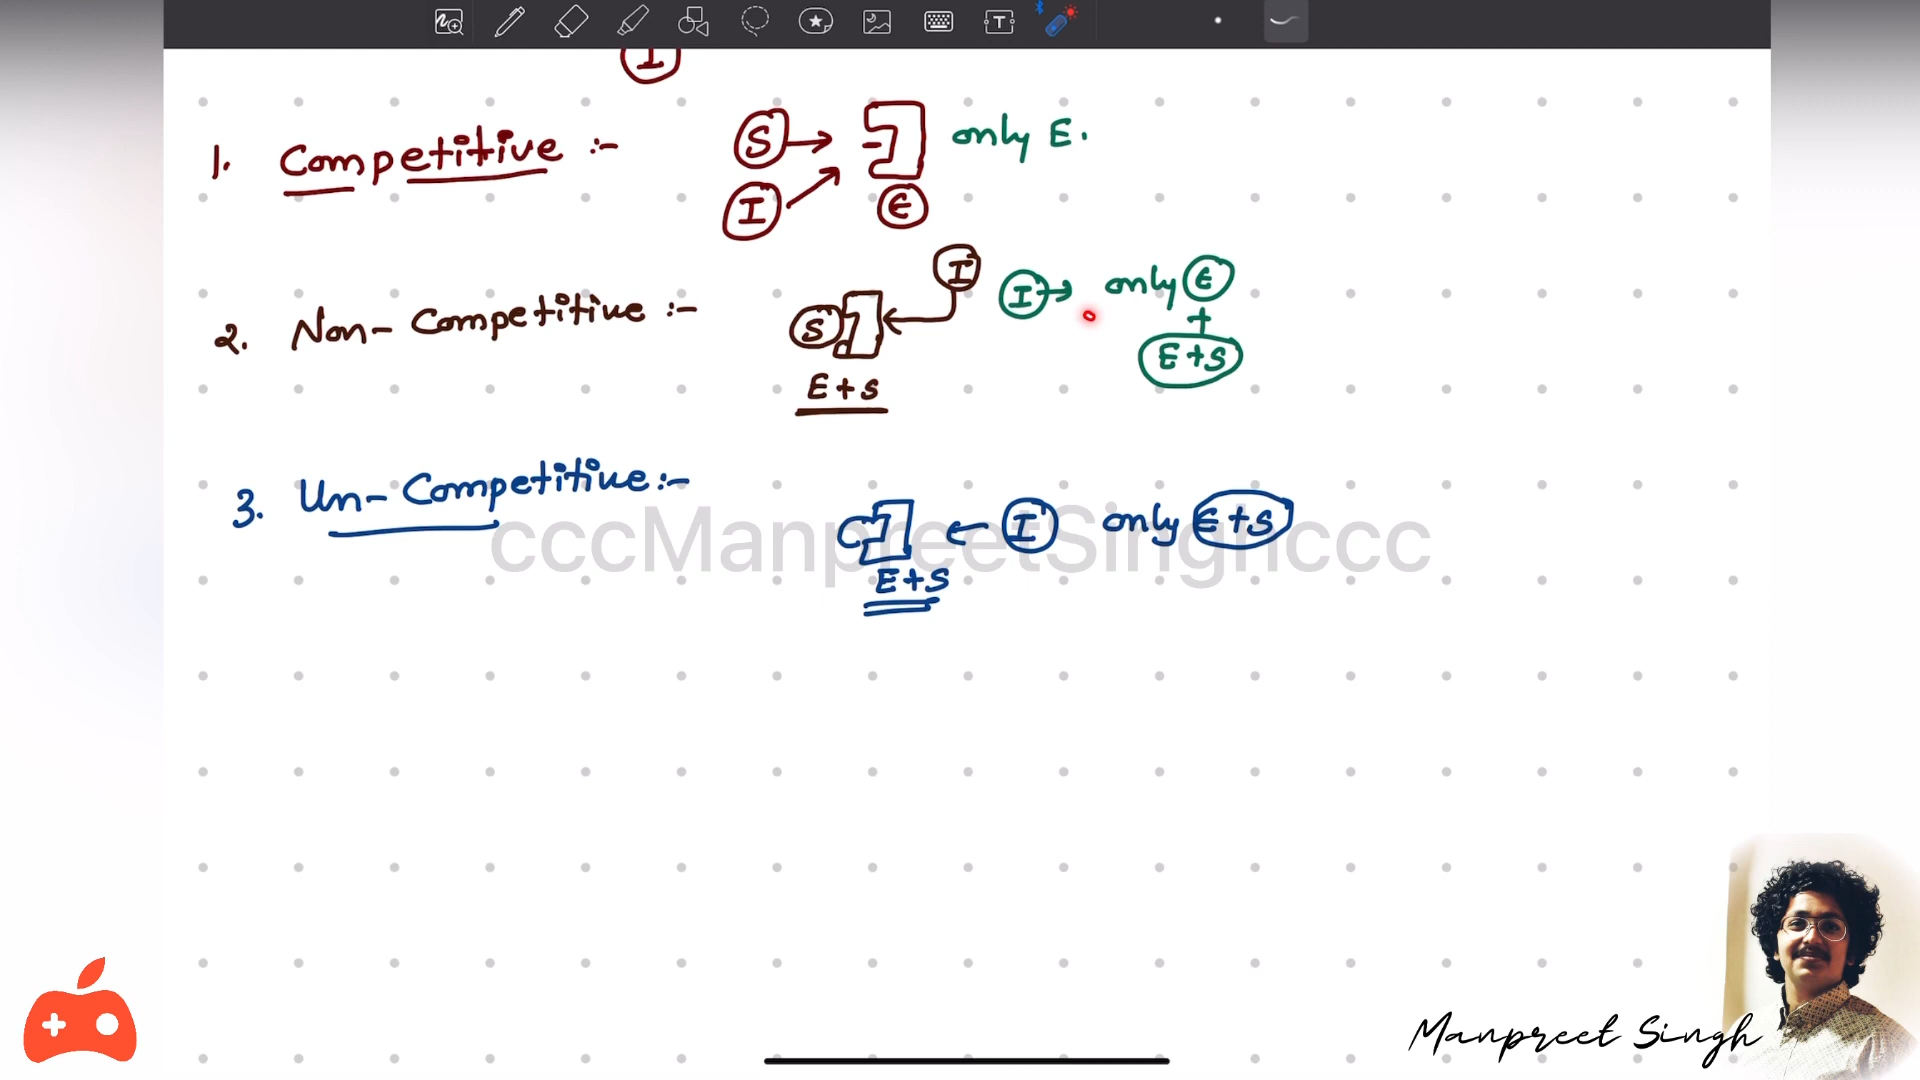 I
1. Competitive :- S → only E.
I E
2. Non- Competitive :- S I I → only E
+
E + S
E + S
3. Un- Competitive :- ← I only E + S
cccManpreetSinghccc
E + S
Manpreet Singh